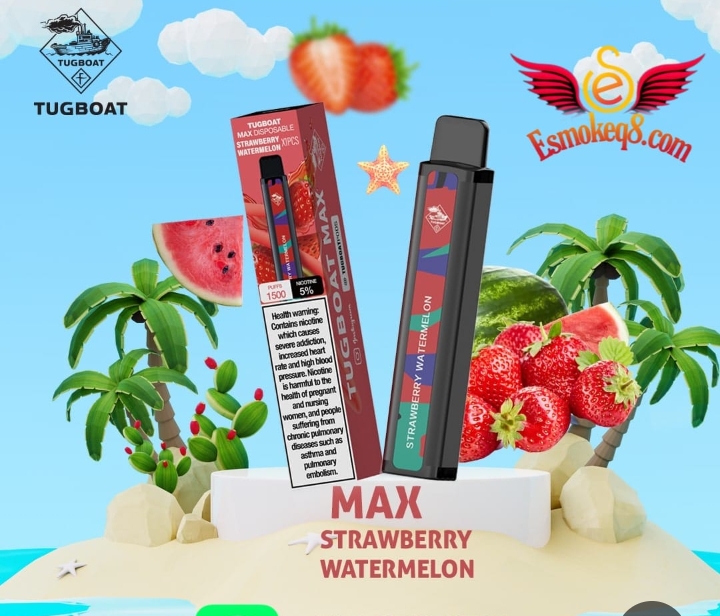 TUGBOAT
TUGBOAT
Esmokeq8.com
TUGBOAT
MAX DISPOSABLE
STRAWBERRY
WATERMELON X1PCS
TUGBOAT MAX
PUFFS
1500
NICOTINE
5%
Health warning:
Contains nicotine
which causes
severe addiction,
increased heart
rate and high blood
pressure. Nicotine
is harmful to the
health of pregnant
and nursing
women, and people
suffering from
chronic pulmonary
diseases such as
asthma and
pulmonary
embolism.
STRAWBERRY WATERMELON
MAX
STRAWBERRY
WATERMELON